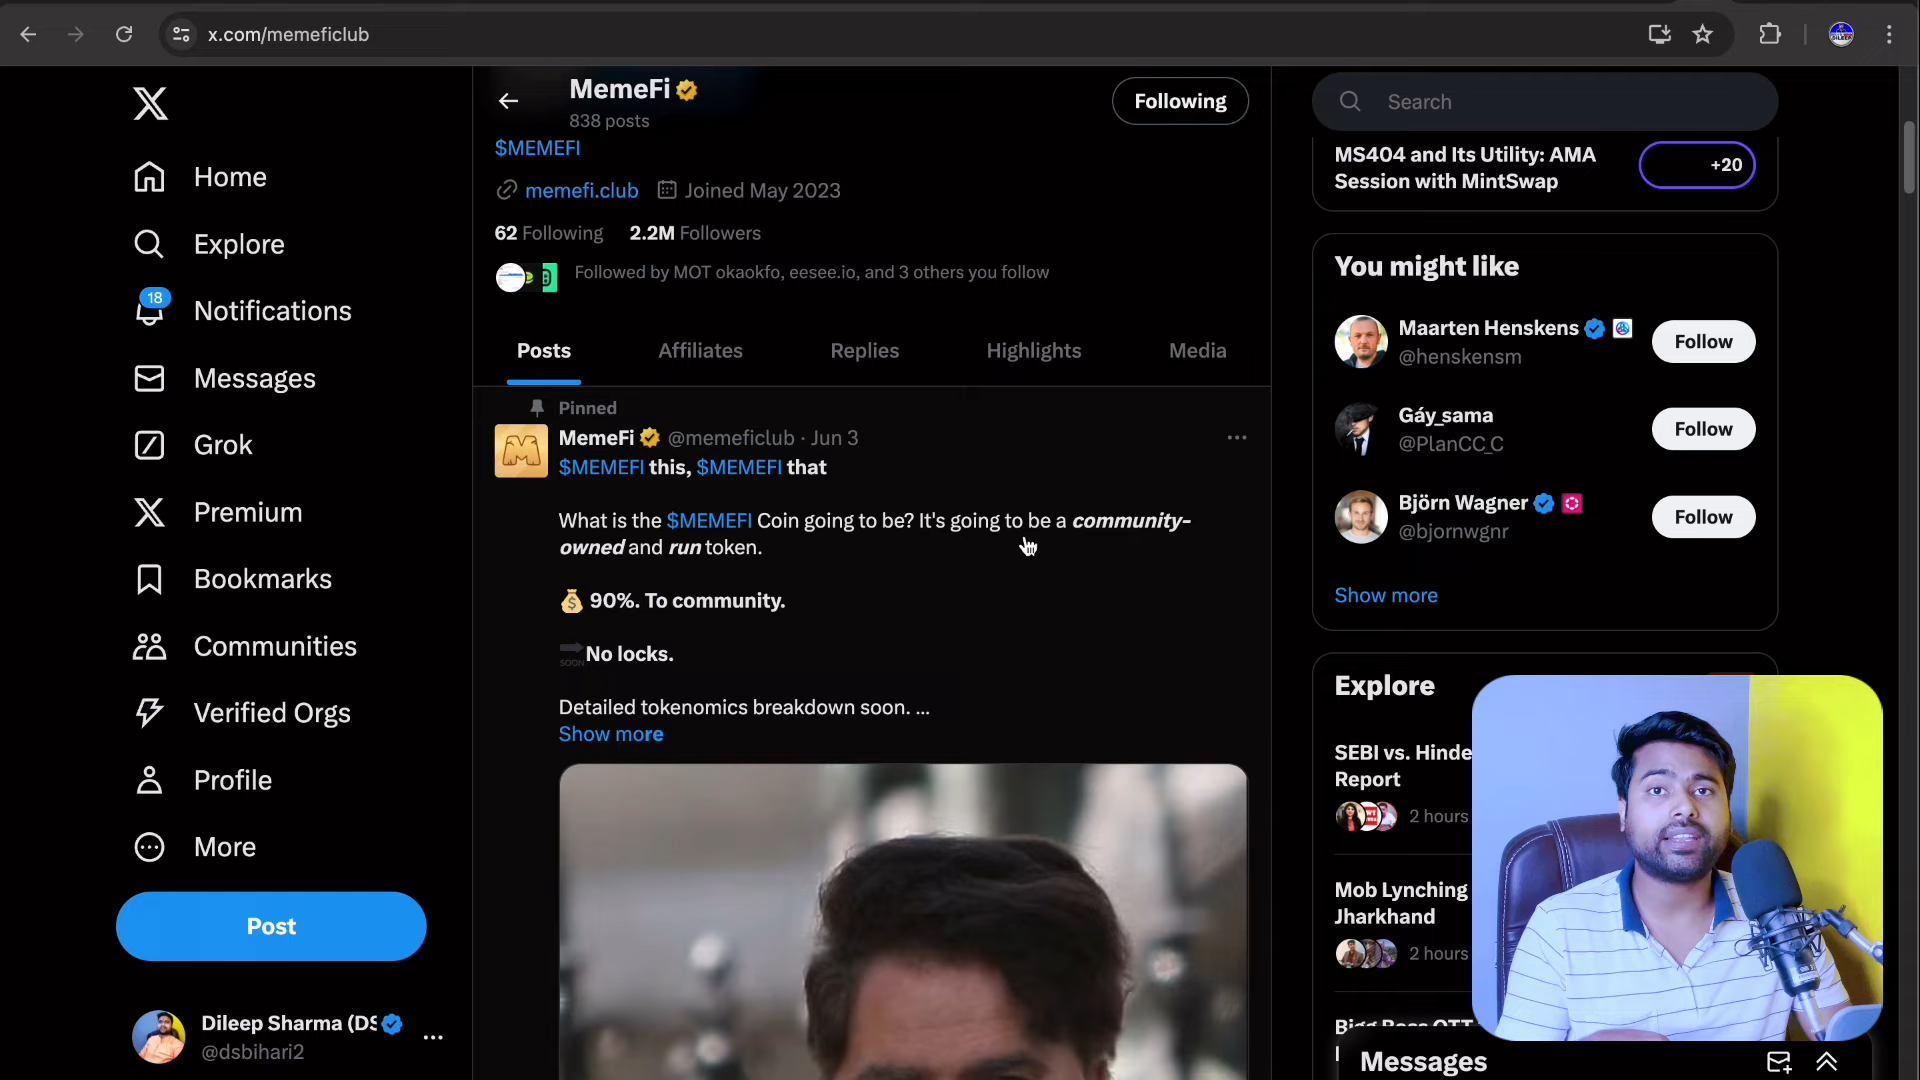 x.com/memeficlub
Home
Explore
18
Notifications
Messages
Grok
Premium
Bookmarks
Communities
Verified Orgs
Profile
More
Post
Dileep Sharma (DS
@dsbihari2
MemeFi
838 posts
Following
$MEMEFI
memefi.club Joined May 2023
62 Following 2.2M Followers
Followed by MOT okaokfo, eesee.io, and 3 others you follow
Posts Affiliates Replies Highlights Media
Pinned
MemeFi @memeficlub · Jun 3
$MEMEFI this, $MEMEFI that
What is the $MEMEFI Coin going to be? It's going to be a community-
owned and run token.
90%. To community.
SOON No locks.
Detailed tokenomics breakdown soon. ...
Show more
Search
MS404 and Its Utility: AMA
Session with MintSwap
+20
You might like
Maarten Henskens
@henskensm
Follow
Gáy_sama
@PlanCC_C
Follow
Björn Wagner
@bjornwgnr
Follow
Show more
Explore
SEBI vs. Hinde
Report
2 hours
Mob Lynching
Jharkhand
2 hours
Messages